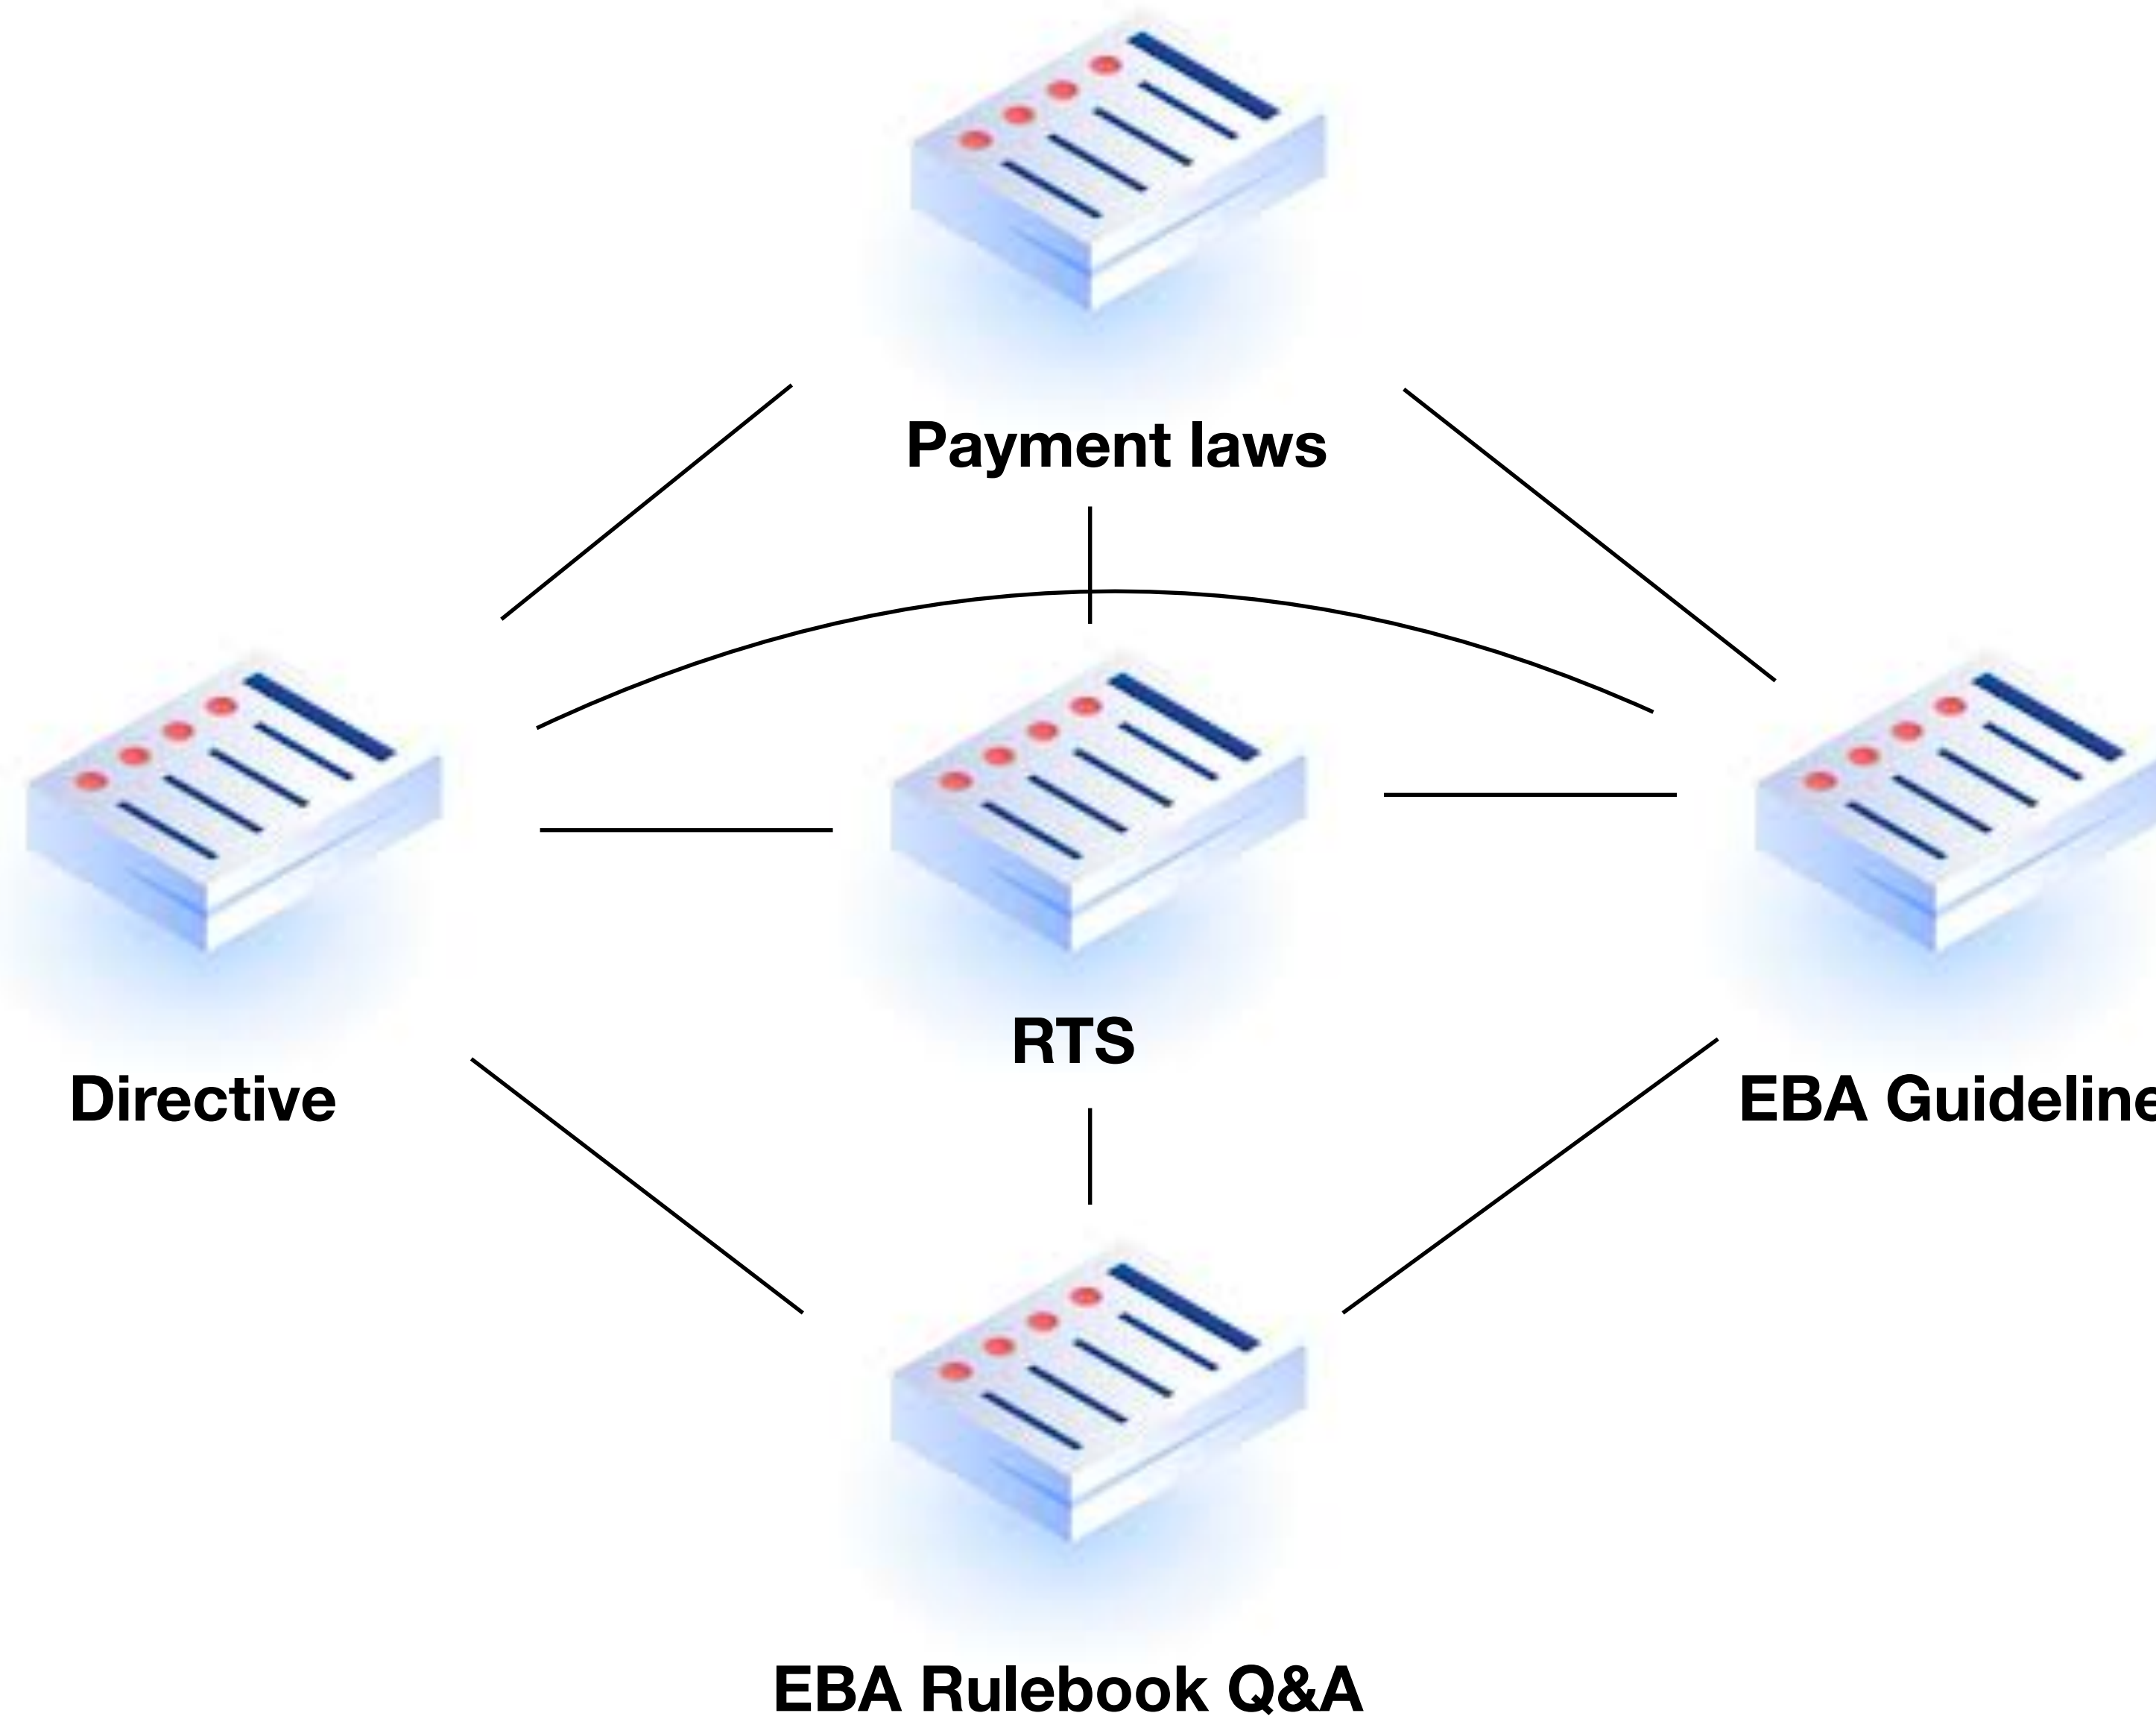 Payment laws
RTS
Directive
EBA Guideline
EBA Rulebook Q&A